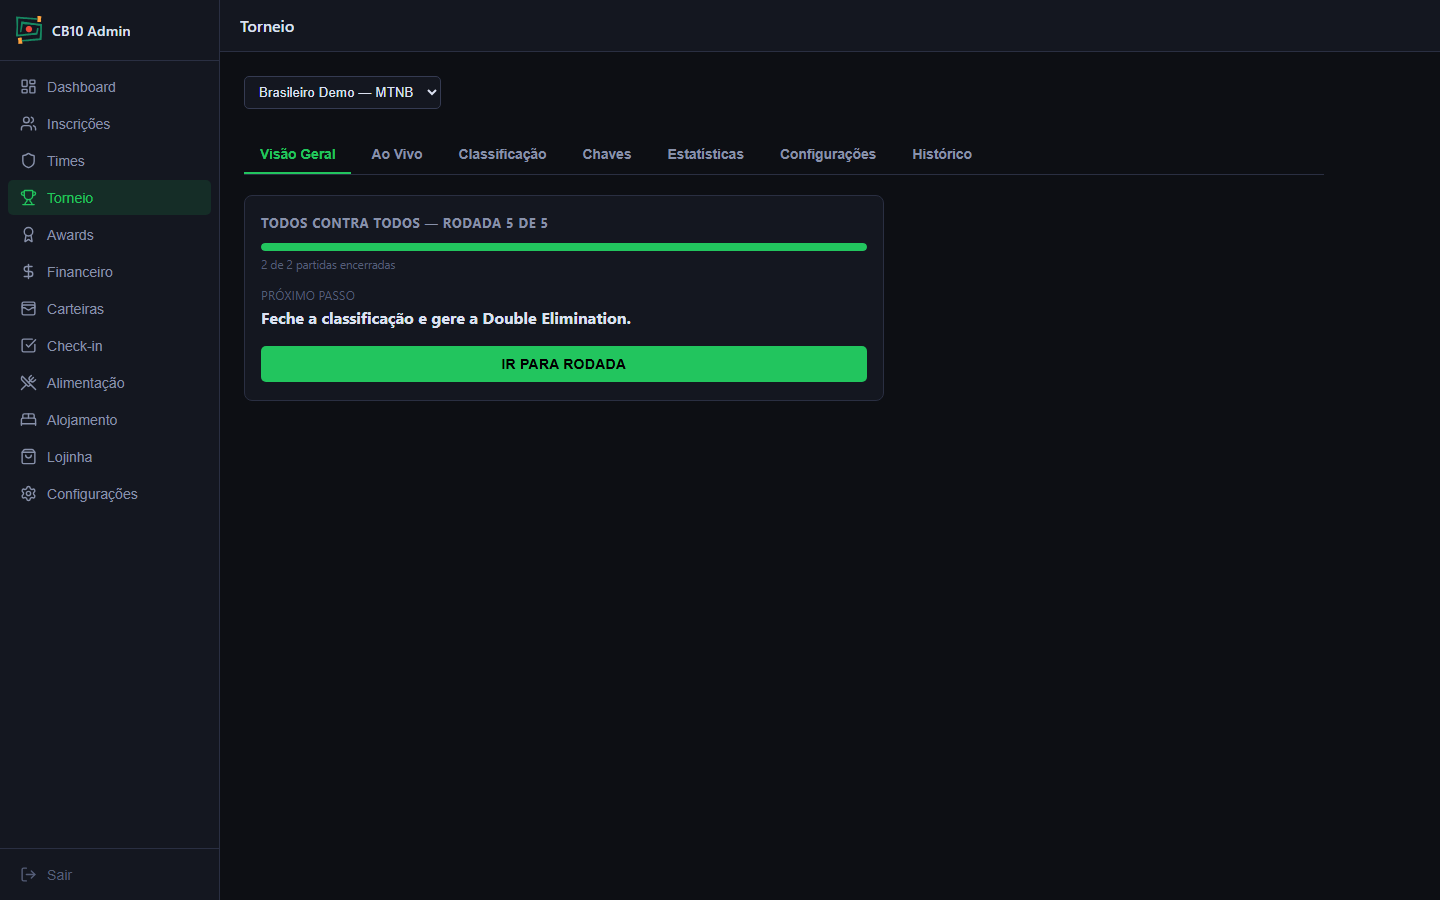 CB10 Admin
Torneio
Dashboard
Inscrições
Times
Torneio
Awards
Financeiro
Carteiras
Check-in
Alimentação
Alojamento
Lojinha
Configurações
Sair
Brasileiro Demo — MTNB
Visão Geral
Ao Vivo
Classificação
Chaves
Estatísticas
Configurações
Histórico
TODOS CONTRA TODOS — RODADA 5 DE 5
2 de 2 partidas encerradas
PRÓXIMO PASSO
Feche a classificação e gere a Double Elimination.
IR PARA RODADA